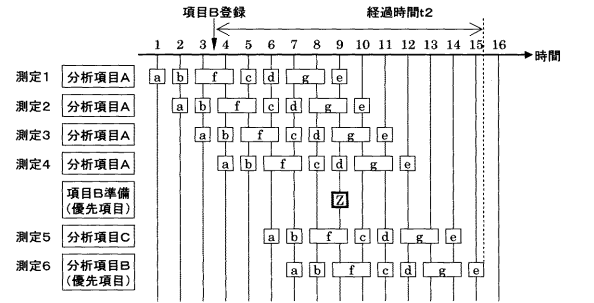 項目B登録 経過時間t2
1 2 3 4 5 6 7 8 9 10 11 12 13 14 15 16 時間
測定1 分析項目A a b f c d g e
測定2 分析項目A a b f c d g e
測定3 分析項目A a b f c d g e
測定4 分析項目A a b f c d g e
項目B準備
(優先項目) Z
測定5 分析項目C a b f c d g e
測定6 分析項目B a b f c d g e
(優先項目)